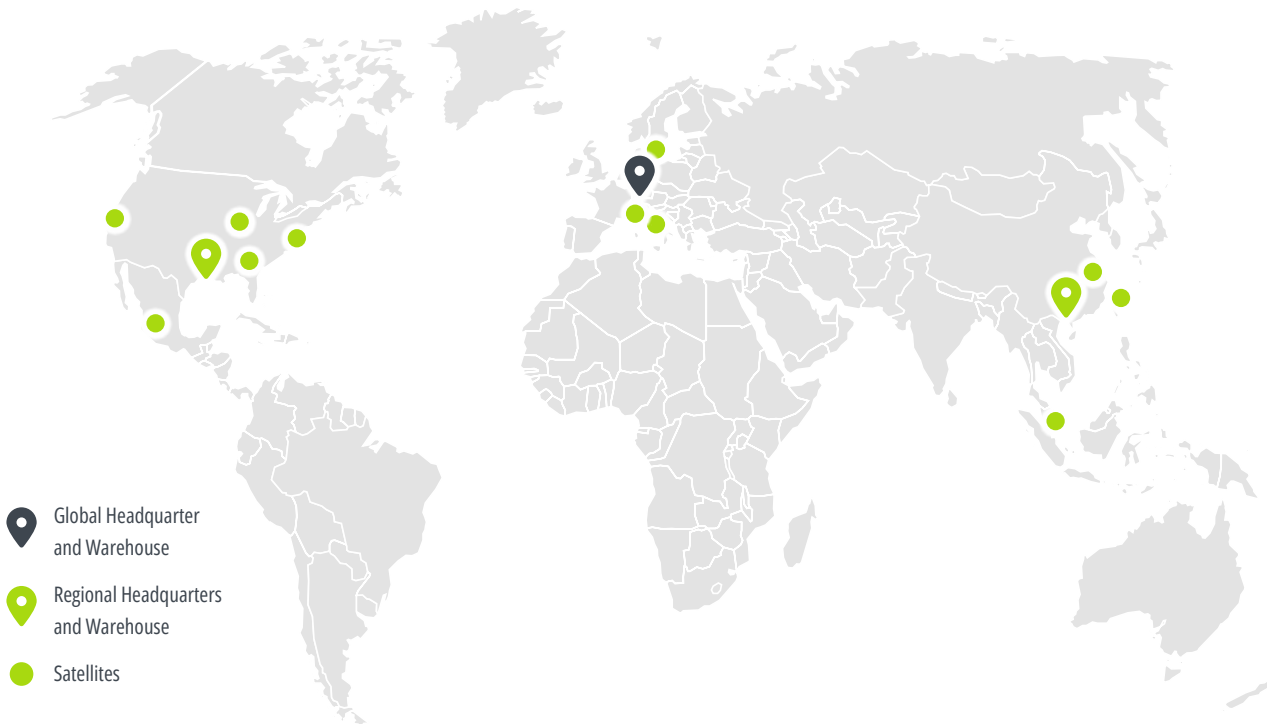 Global Headquarter
and Warehouse
Regional Headquarters
and Warehouse
Satellites